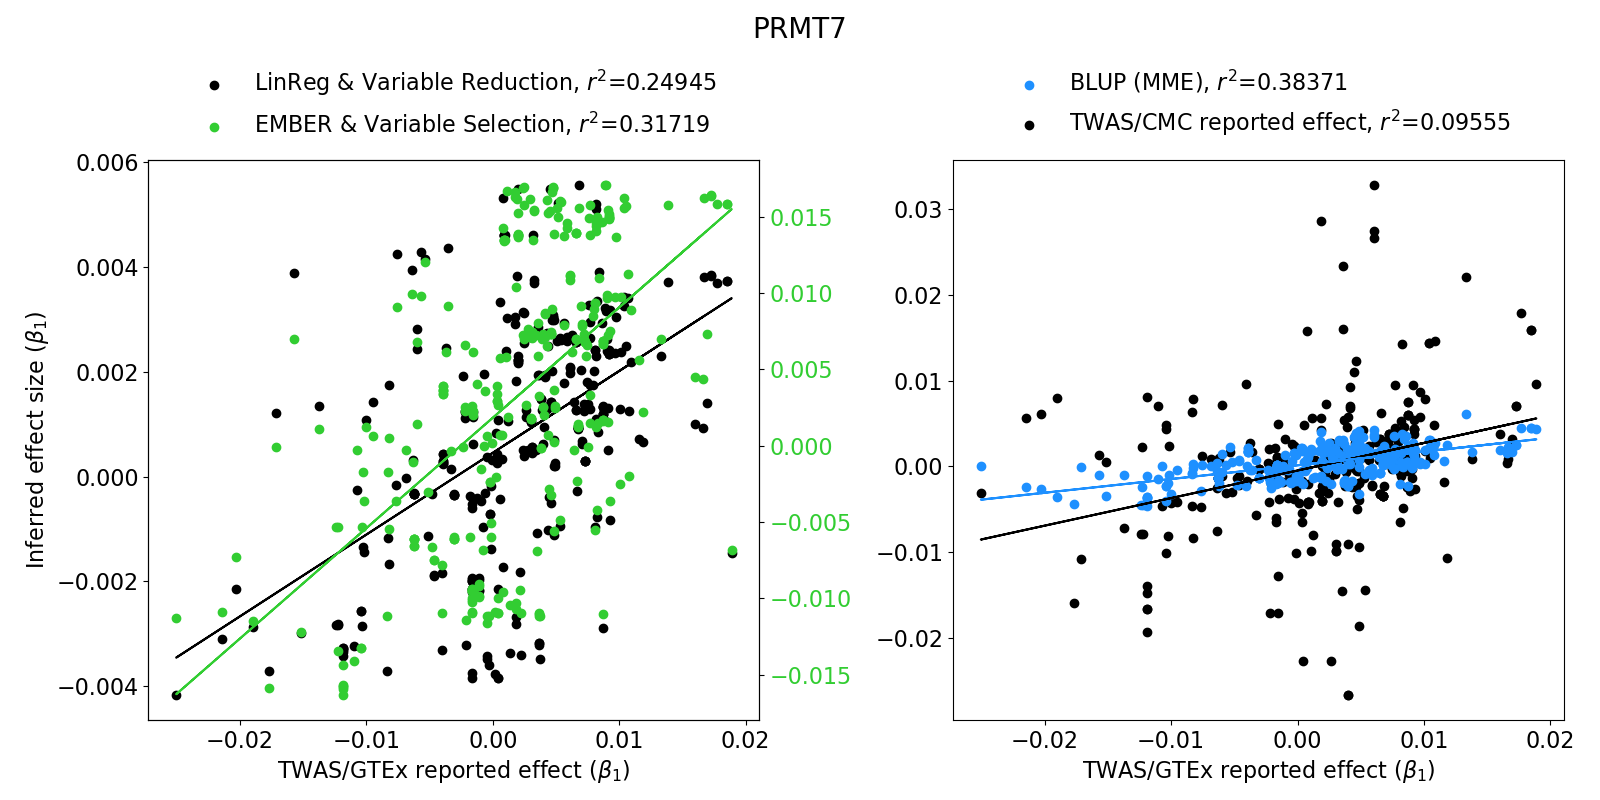 PRMT7
LinReg & Variable Reduction, r²=0.24945
EMBER & Variable Selection, r²=0.31719
BLUP (MME), r²=0.38371
TWAS/CMC reported effect, r²=0.09555
0.006
0.004
0.002
0.000
−0.002
−0.004
Inferred effect size (β₁)
0.015
0.010
0.005
0.000
−0.005
−0.010
−0.015
−0.02 −0.01 0.00 0.01 0.02
TWAS/GTEx reported effect (β₁)
0.03
0.02
0.01
0.00
−0.01
−0.02
−0.02 −0.01 0.00 0.01 0.02
TWAS/GTEx reported effect (β₁)